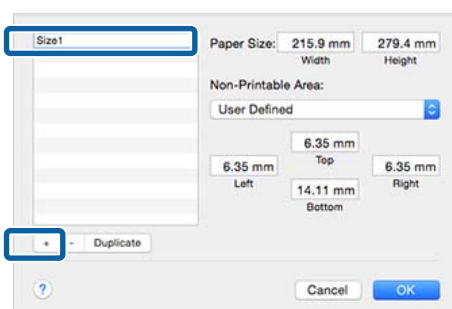 Size1
Paper Size: 215.9 mm 279.4 mm
Width Height
Non-Printable Area:
User Defined
6.35 mm
Top
6.35 mm 6.35 mm
Left Right
14.11 mm
Bottom
+ - Duplicate
? Cancel OK